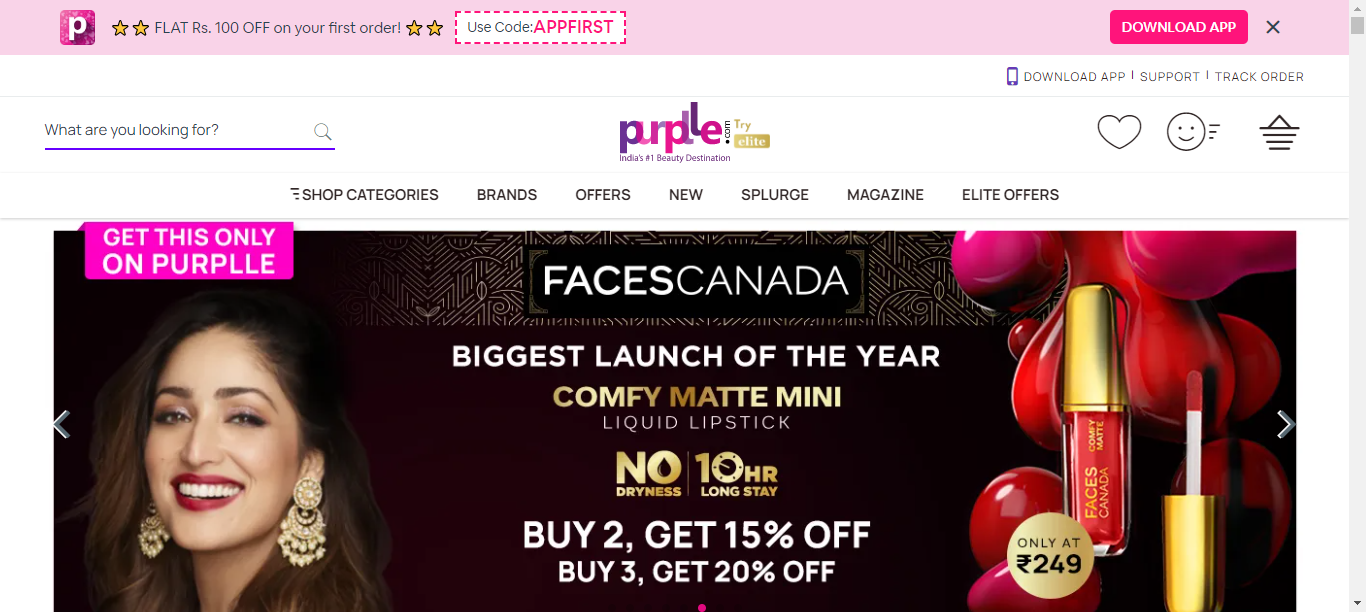 FLAT Rs. 100 OFF on your first order!
Use Code:APPFIRST
DOWNLOAD APP
DOWNLOAD APP
SUPPORT
TRACK ORDER
What are you looking for?
purplle.com
Try
elite
India's #1 Beauty Destination
SHOP CATEGORIES
BRANDS
OFFERS
NEW
SPLURGE
MAGAZINE
ELITE OFFERS
GET THIS ONLY
ON PURPLLE
FACESCANADA
BIGGEST LAUNCH OF THE YEAR
COMFY MATTE MINI
LIQUID LIPSTICK
NO
DRYNESS
10HR
LONG STAY
BUY 2, GET 15% OFF
BUY 3, GET 20% OFF
COMFY
MATTE
FACES
CANADA
ONLY AT
₹249